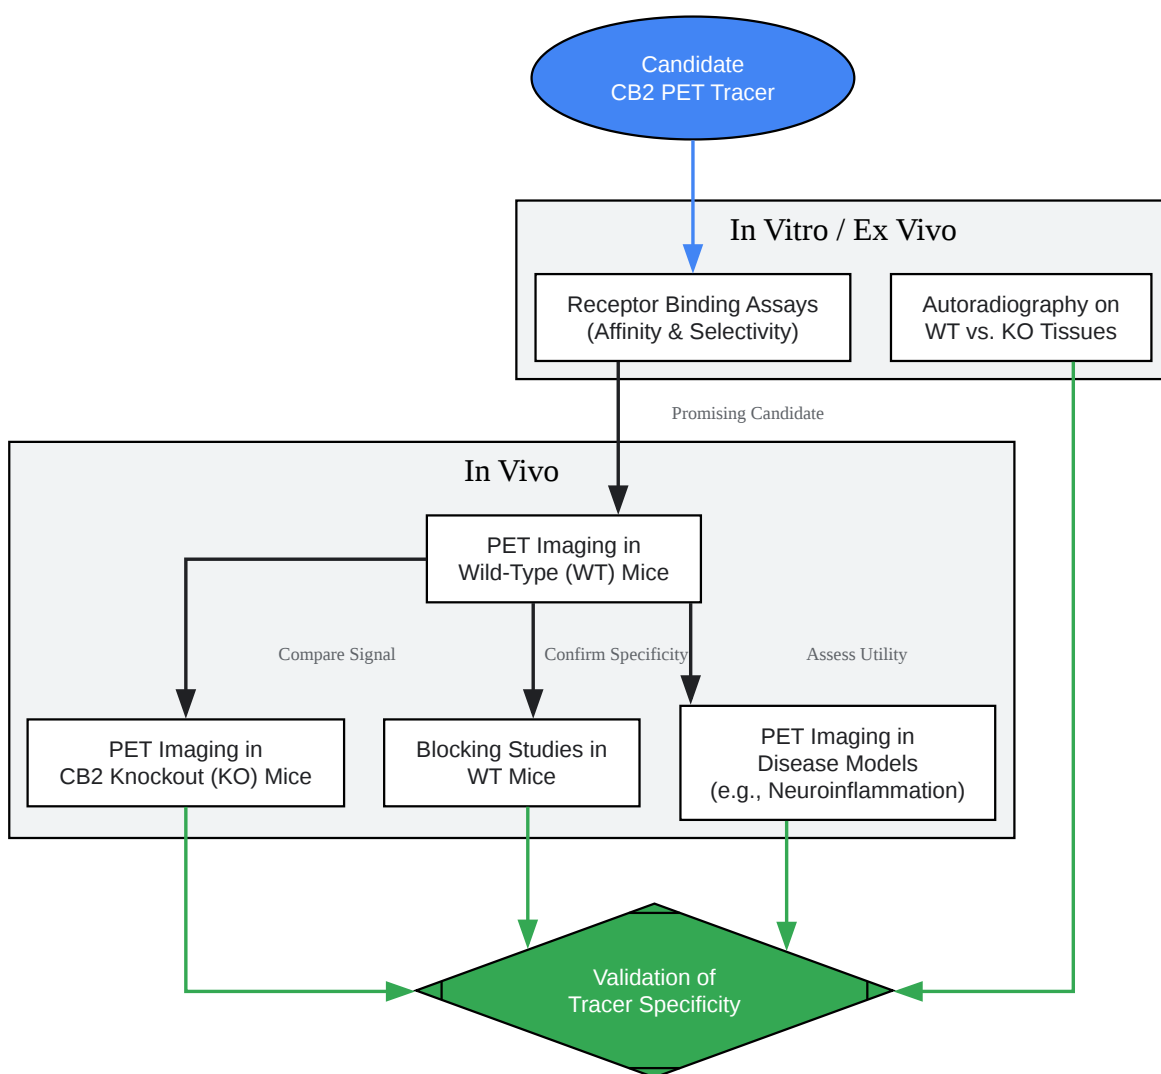 Candidate
CB2 PET Tracer
In Vitro / Ex Vivo
Receptor Binding Assays
(Affinity & Selectivity)
Autoradiography on
WT vs. KO Tissues
Promising Candidate
In Vivo
PET Imaging in
Wild-Type (WT) Mice
Compare Signal
Confirm Specificity
Assess Utility
PET Imaging in
CB2 Knockout (KO) Mice
Blocking Studies in
WT Mice
PET Imaging in
Disease Models
(e.g., Neuroinflammation)
Validation of
Tracer Specificity